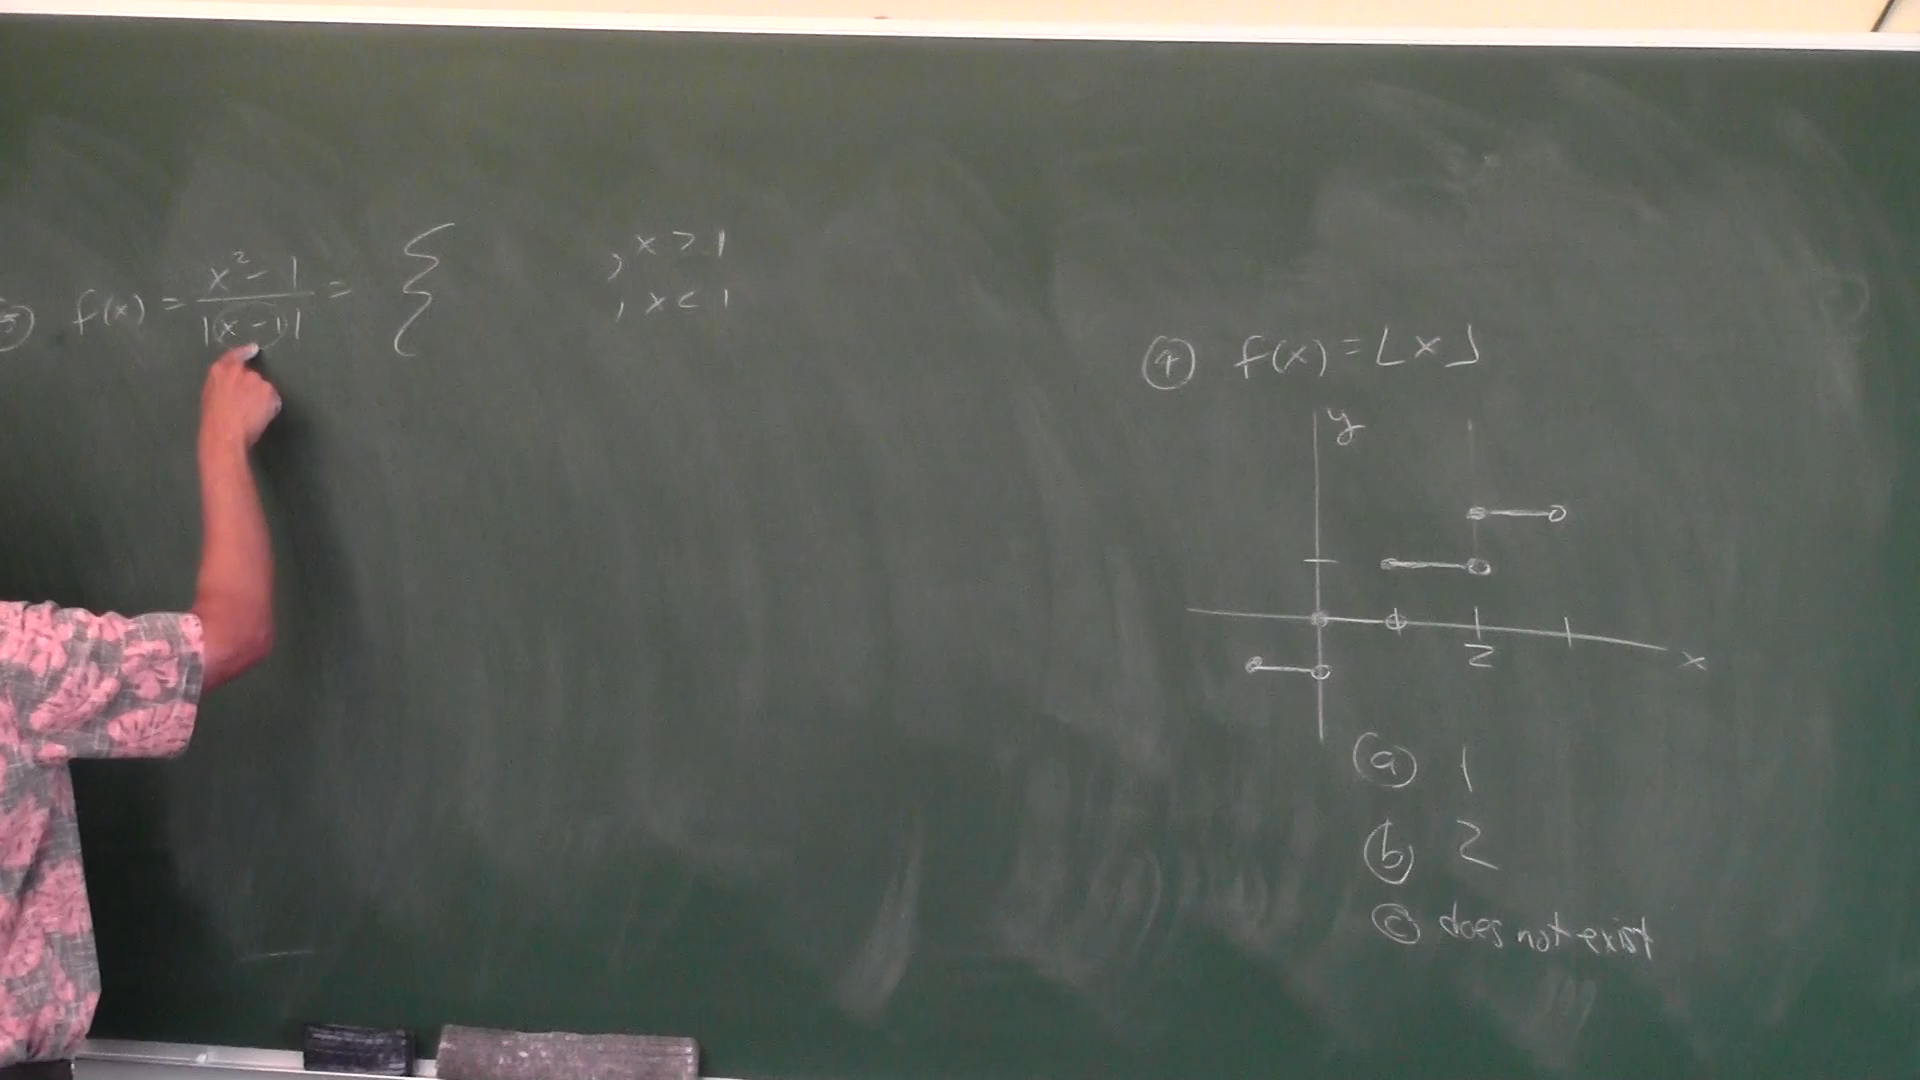 ⑤ f(x) = x² - 1 / |(x - 1)| = {
, x > 1
, x < 1
④ f(x) = ⌊x⌋
y
2
x
ⓐ 1
ⓑ 2
ⓒ does not exist